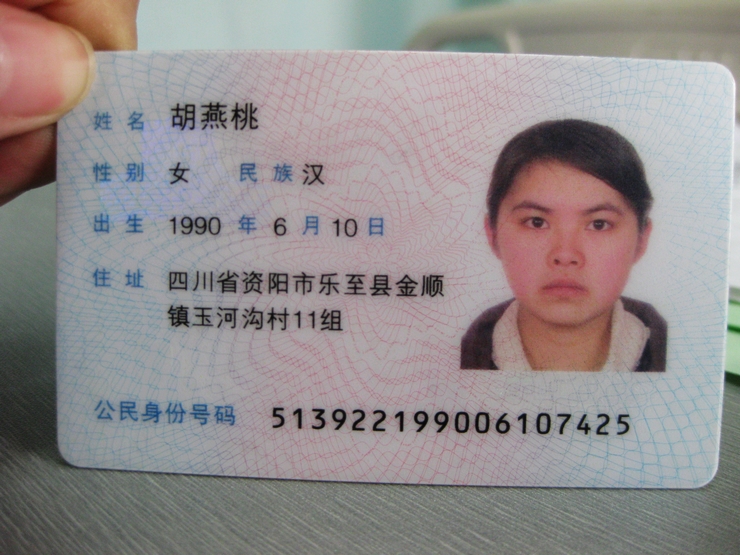 姓名 胡燕桃
性别 女 民族 汉
出生 1990 年 6 月 10 日
住址 四川省资阳市乐至县金顺
镇玉河沟村11组
公民身份号码 513922199006107425